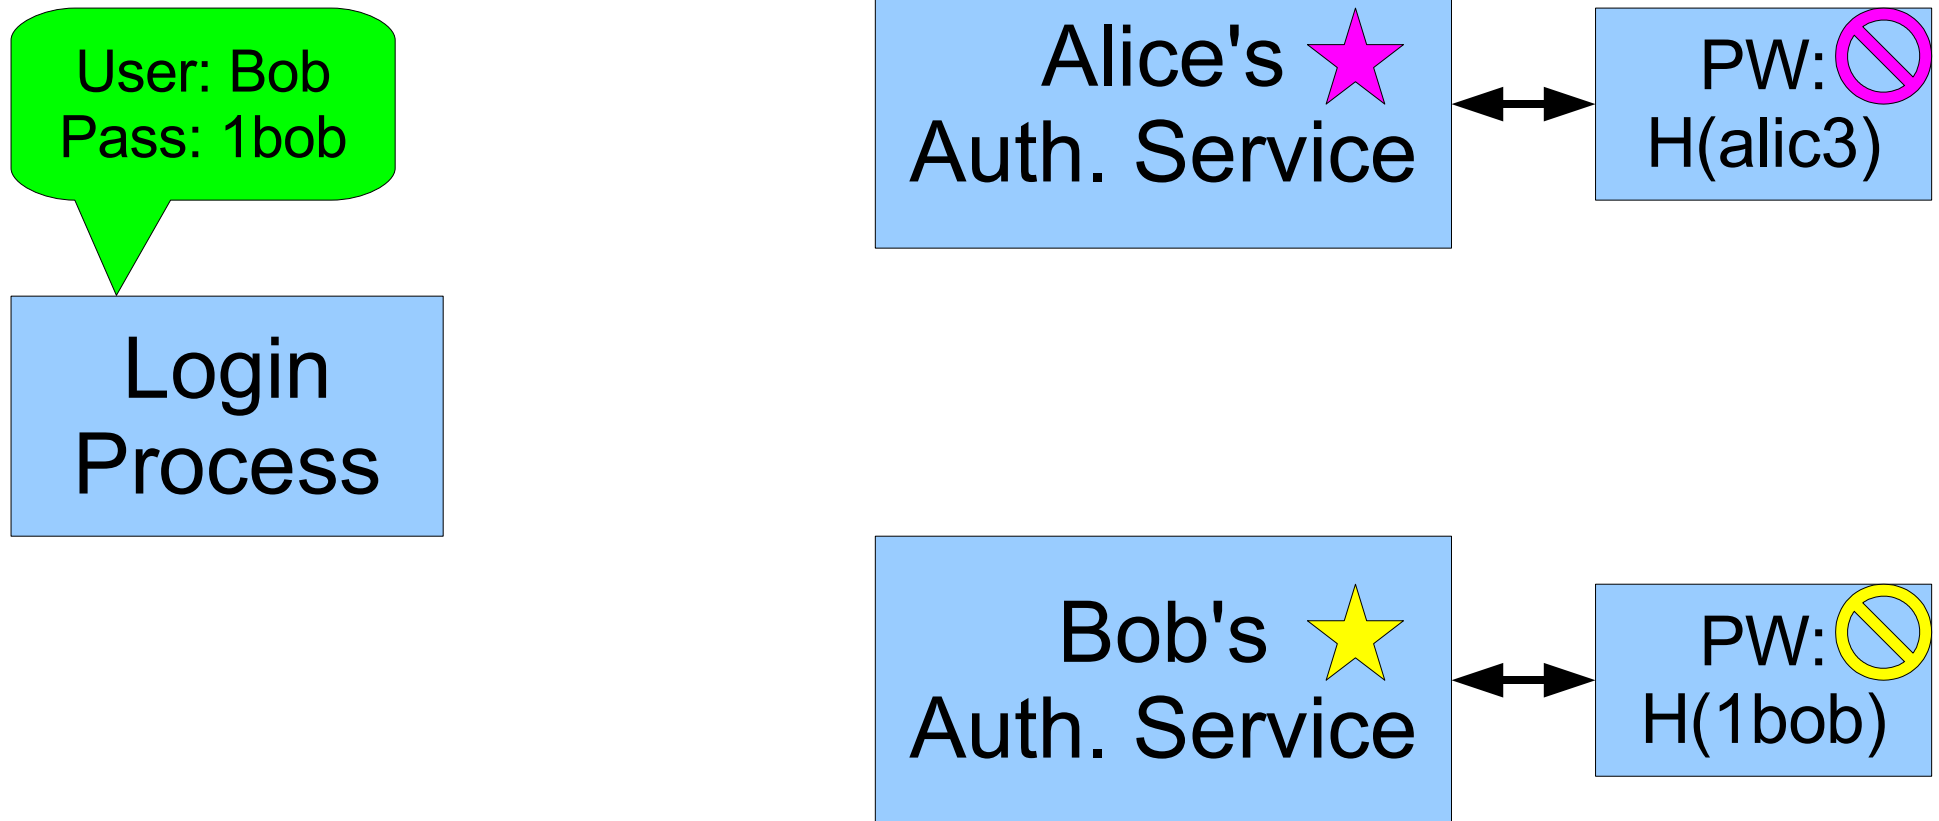 User: Bob
Pass: 1bob
Login
Process
Alice's
Auth. Service
PW:
H(alic3)
Bob's
Auth. Service
PW:
H(1bob)